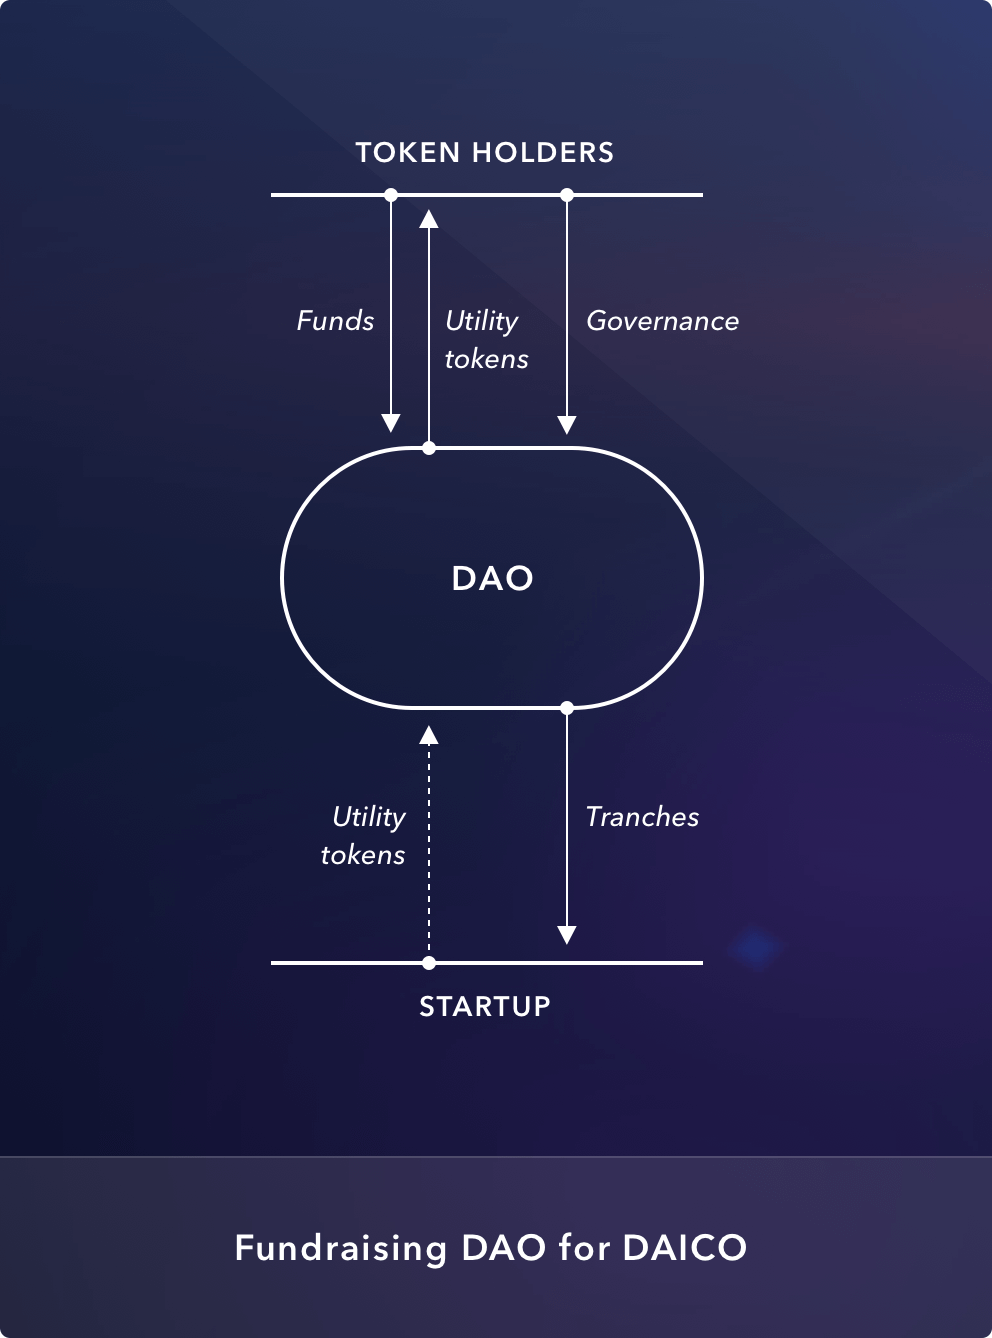 TOKEN HOLDERS
Funds
Utility
tokens
Governance
DAO
Utility
tokens
Tranches
STARTUP
Fundraising DAO for DAICO